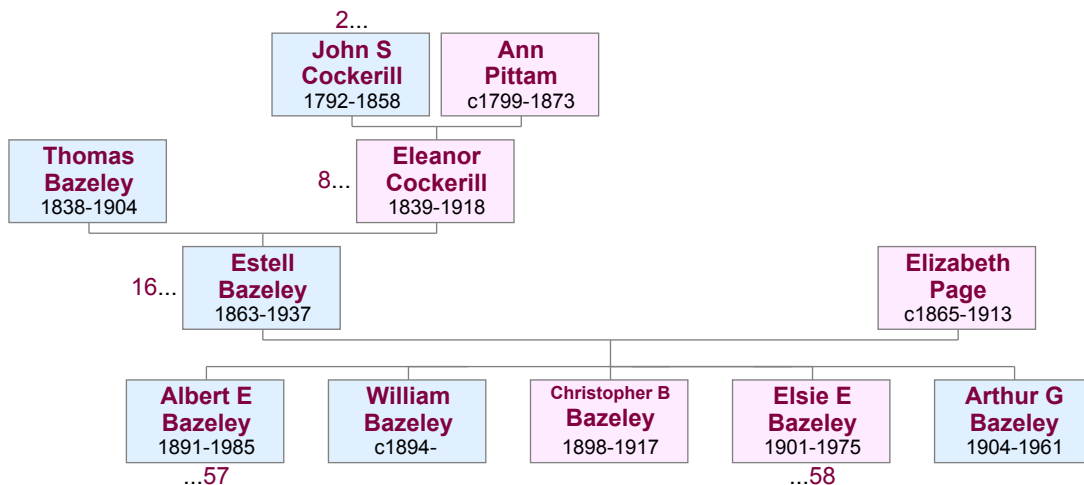 2...
John S
Cockerill
1792-1858
Ann
Pittam
c1799-1873
Thomas
Bazeley
1838-1904
8...
Eleanor
Cockerill
1839-1918
16...
Estell
Bazeley
1863-1937
Elizabeth
Page
c1865-1913
Albert E
Bazeley
1891-1985
...57
William
Bazeley
c1894-
Christopher B
Bazeley
1898-1917
Elsie E
Bazeley
1901-1975
...58
Arthur G
Bazeley
1904-1961